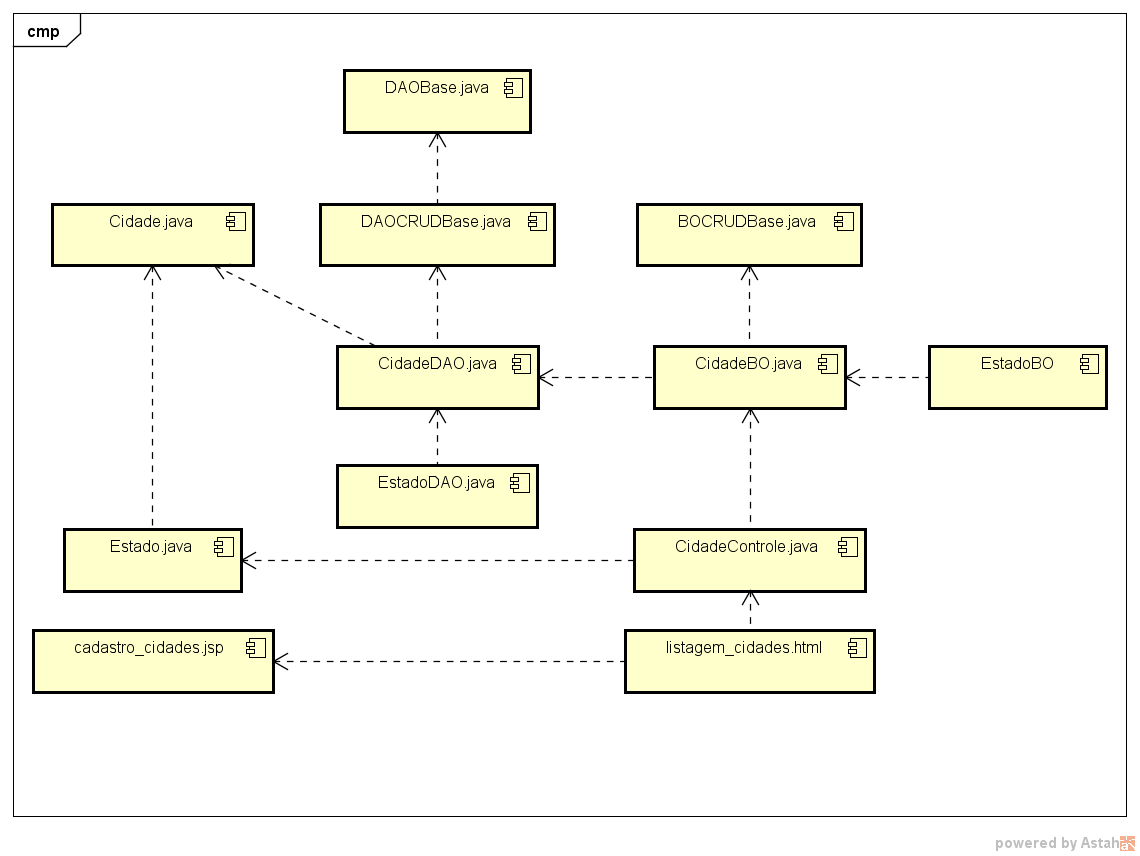 cmp
DAOBase.java
Cidade.java
DAOCRUDBase.java
BOCRUDBase.java
CidadeDAO.java
CidadeBO.java
EstadoBO
EstadoDAO.java
Estado.java
CidadeControle.java
cadastro_cidades.jsp
listagem_cidades.html
powered by Astah